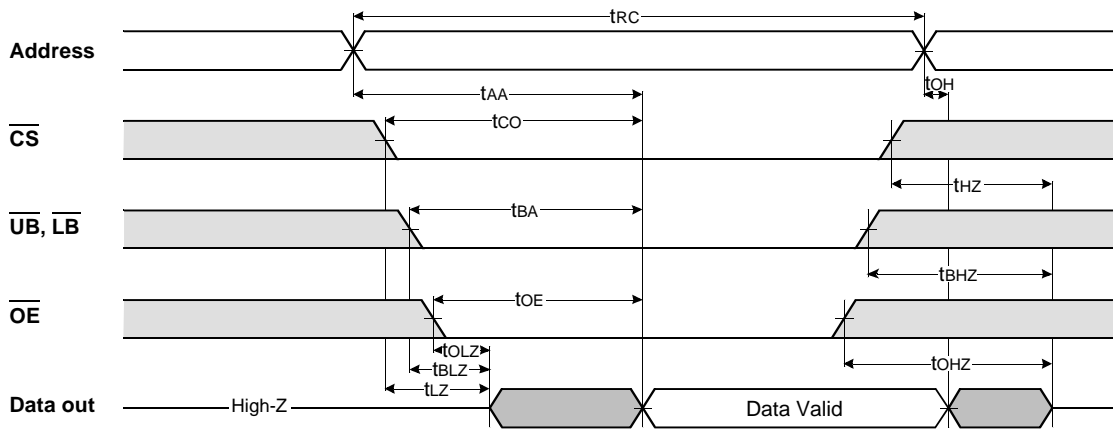 tRC
Address
tAA
tOH
tCO
CS
tHZ
tBA
UB, LB
tBHZ
tOE
OE
tOLZ
tBLZ
tOHZ
tLZ
Data out
High-Z
Data Valid